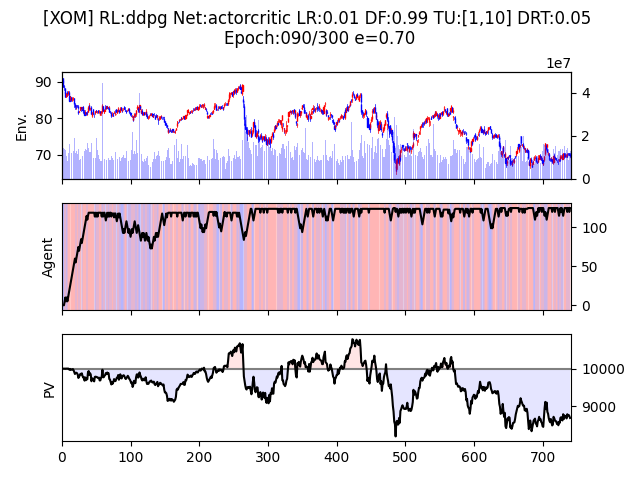 [XOM] RL:ddpg Net:actorcritic LR:0.01 DF:0.99 TU:[1,10] DRT:0.05
Epoch:090/300 e=0.70
1e7
90
80
70
Env.
4
2
0
Agent
100
50
0
PV
10000
9000
0 100 200 300 400 500 600 700